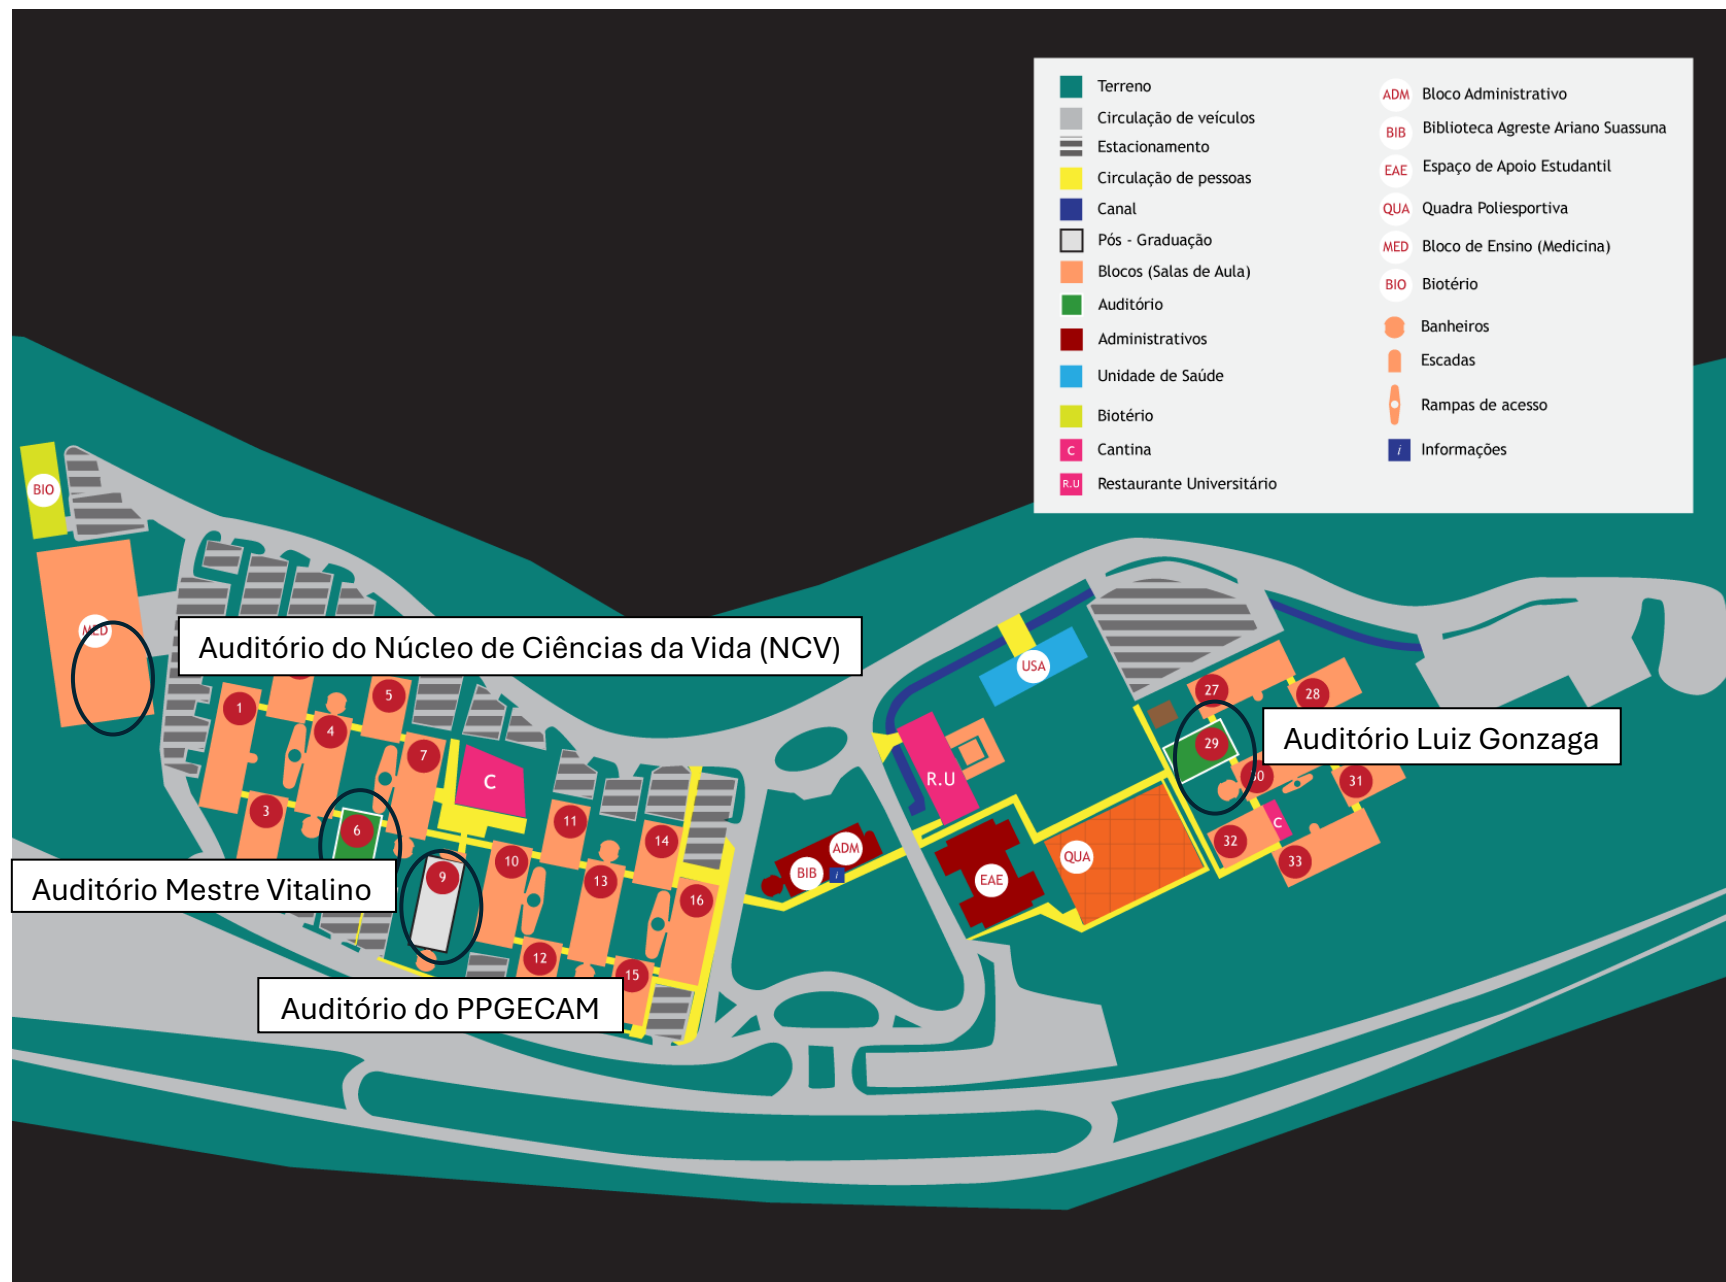 Terreno
Circulação de veículos
Estacionamento
Circulação de pessoas
Canal
Pós - Graduação
Blocos (Salas de Aula)
Auditório
Administrativos
Unidade de Saúde
Biotério
C Cantina
R.U Restaurante Universitário
ADM Bloco Administrativo
BIB Biblioteca Agreste Ariano Suassuna
EAE Espaço de Apoio Estudantil
QUA Quadra Poliesportiva
MED Bloco de Ensino (Medicina)
BIO Biotério
Banheiros
Escadas
Rampas de acesso
i Informações
BIO
MED
Auditório do Núcleo de Ciências da Vida (NCV)
1
5
4
7
3
6
C
9
11
10
14
13
16
12
15
Auditório Mestre Vitalino
Auditório do PPGECAM
USA
R.U
ADM
BIB
i
EAE
QUA
27
28
29
Auditório Luiz Gonzaga
30
31
C
32
33